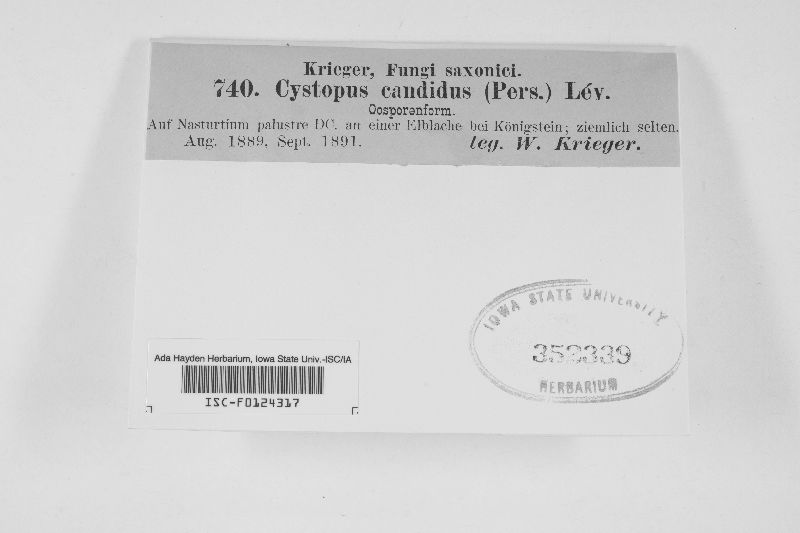 Krieger, Fungi saxonici.
740. Cystopus candidus (Pers.) Lév.
Oosporenform.
Auf Nasturtium palustre DC. an einer Elblache bei Königstein; ziemlich selten.
Aug. 1889, Sept. 1891. leg. W. Krieger.
IOWA STATE UNIVERSITY
352339
HERBARIUM
Ada Hayden Herbarium, Iowa State Univ.-ISC/IA
ISC-F0124317